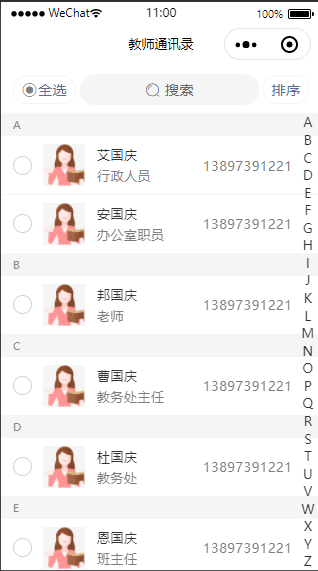 WeChat 11:00 100%
教师通讯录
全选 搜索 排序
A
艾国庆 13897391221
行政人员
安国庆 13897391221
办公室职员
B
邦国庆 13897391221
老师
C
曹国庆 13897391221
教务处主任
D
杜国庆 13897391221
教务处
E
恩国庆 13897391221
班主任
A
B
C
D
E
F
G
H
I
J
K
L
M
N
O
P
Q
R
S
T
U
V
W
X
Y
Z